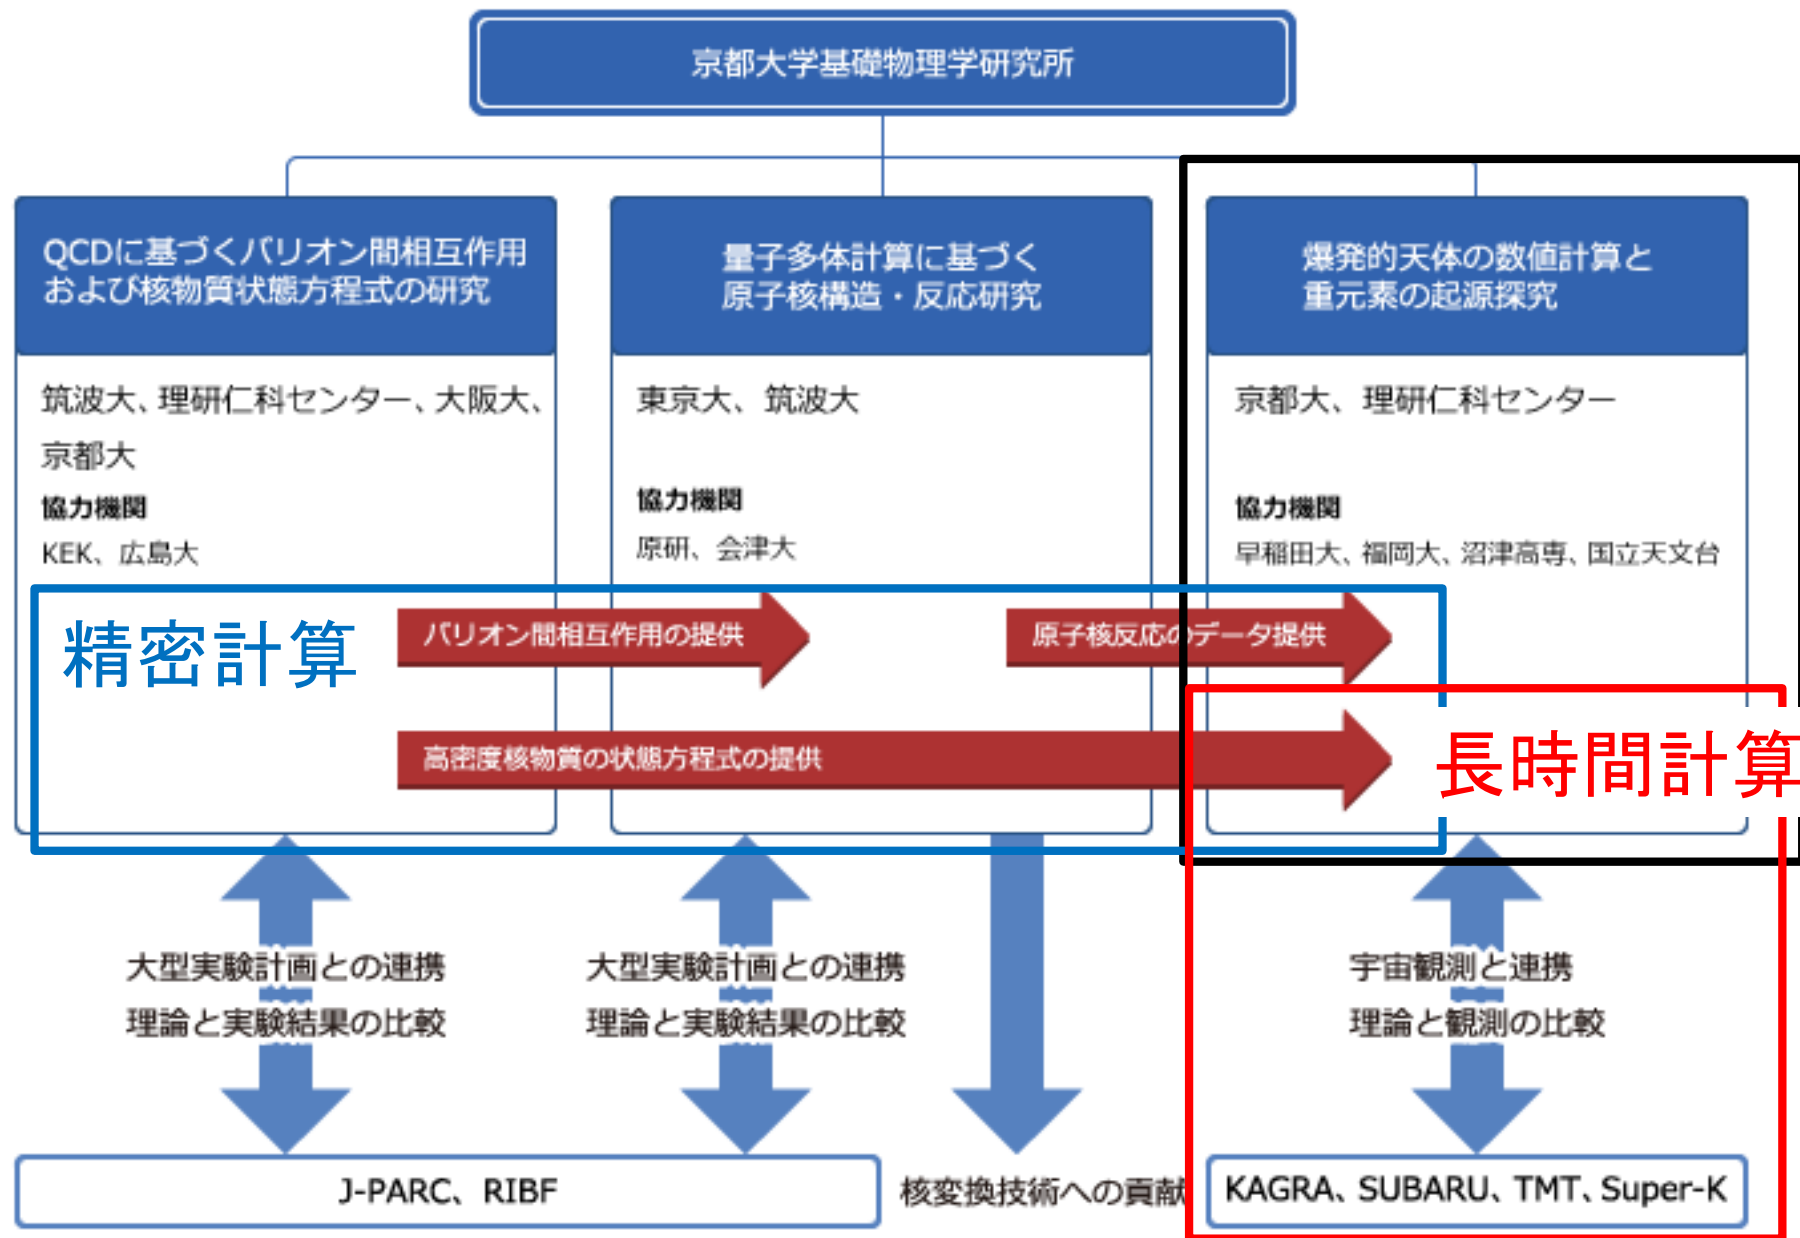 京都大学基礎物理学研究所
QCDに基づくバリオン間相互作用
および核物質状態方程式の研究
筑波大、理研仁科センター、大阪大、
京都大
協力機関
KEK、広島大
量子多体計算に基づく
原子核構造・反応研究
東京大、筑波大
協力機関
原研、会津大
爆発的天体の数値計算と
重元素の起源探究
京都大、理研仁科センター
協力機関
早稲田大、福岡大、沼津高専、国立天文台
精密計算
バリオン間相互作用の提供
原子核反応のデータ提供
高密度核物質の状態方程式の提供
長時間計算
大型実験計画との連携
理論と実験結果の比較
大型実験計画との連携
理論と実験結果の比較
宇宙観測と連携
理論と観測の比較
J-PARC、RIBF
核変換技術への貢献
KAGRA、SUBARU、TMT、Super-K